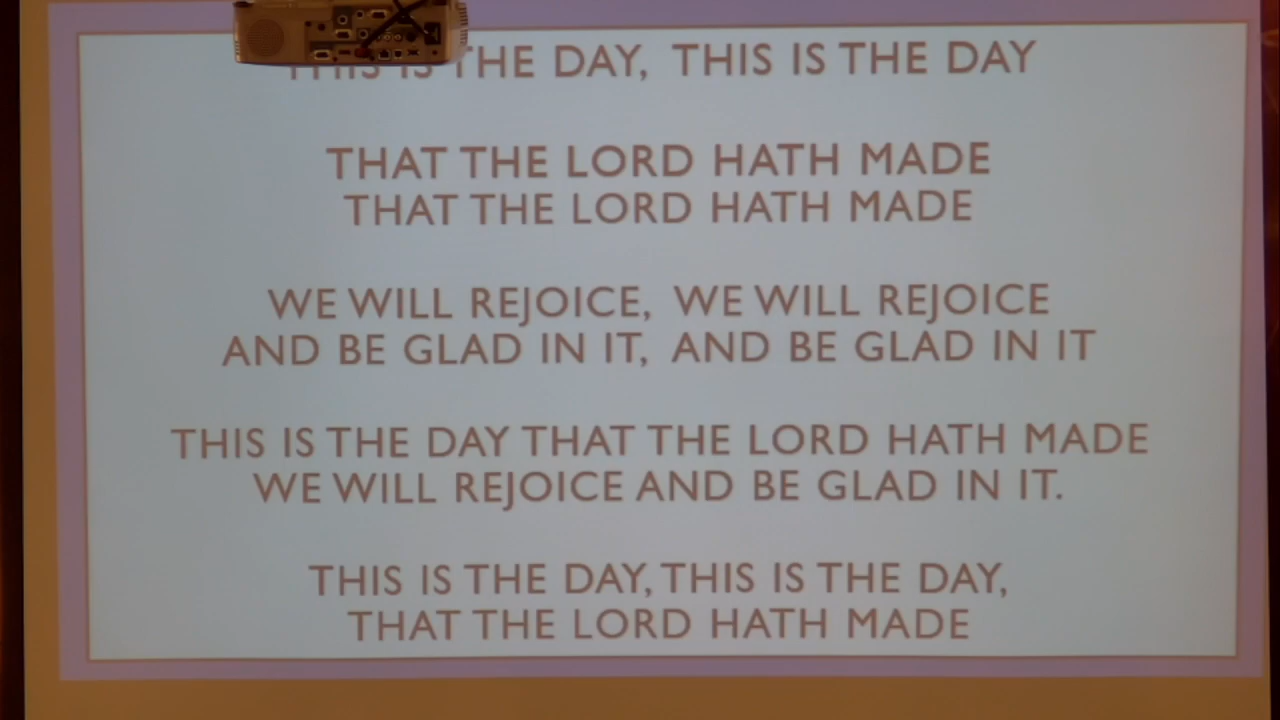 THIS IS THE DAY, THIS IS THE DAY
THAT THE LORD HATH MADE
THAT THE LORD HATH MADE
WE WILL REJOICE, WE WILL REJOICE
AND BE GLAD IN IT, AND BE GLAD IN IT
THIS IS THE DAY THAT THE LORD HATH MADE
WE WILL REJOICE AND BE GLAD IN IT.
THIS IS THE DAY, THIS IS THE DAY,
THAT THE LORD HATH MADE